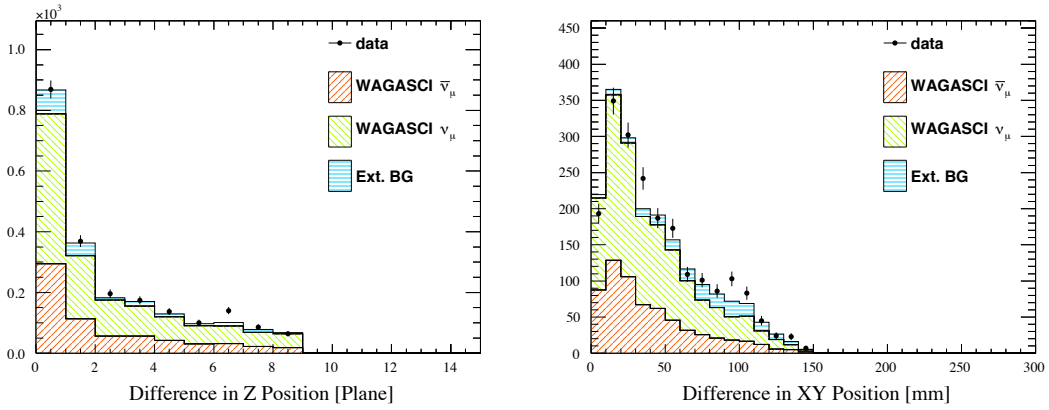 ×10³
1.0
0.8
0.6
0.4
0.2
0.0
0 2 4 6 8 10 12 14
Difference in Z Position [Plane]
data
WAGASCI ν̅μ
WAGASCI νμ
Ext. BG
450
400
350
300
250
200
150
100
50
0
0 50 100 150 200 250 300
Difference in XY Position [mm]
data
WAGASCI ν̅μ
WAGASCI νμ
Ext. BG